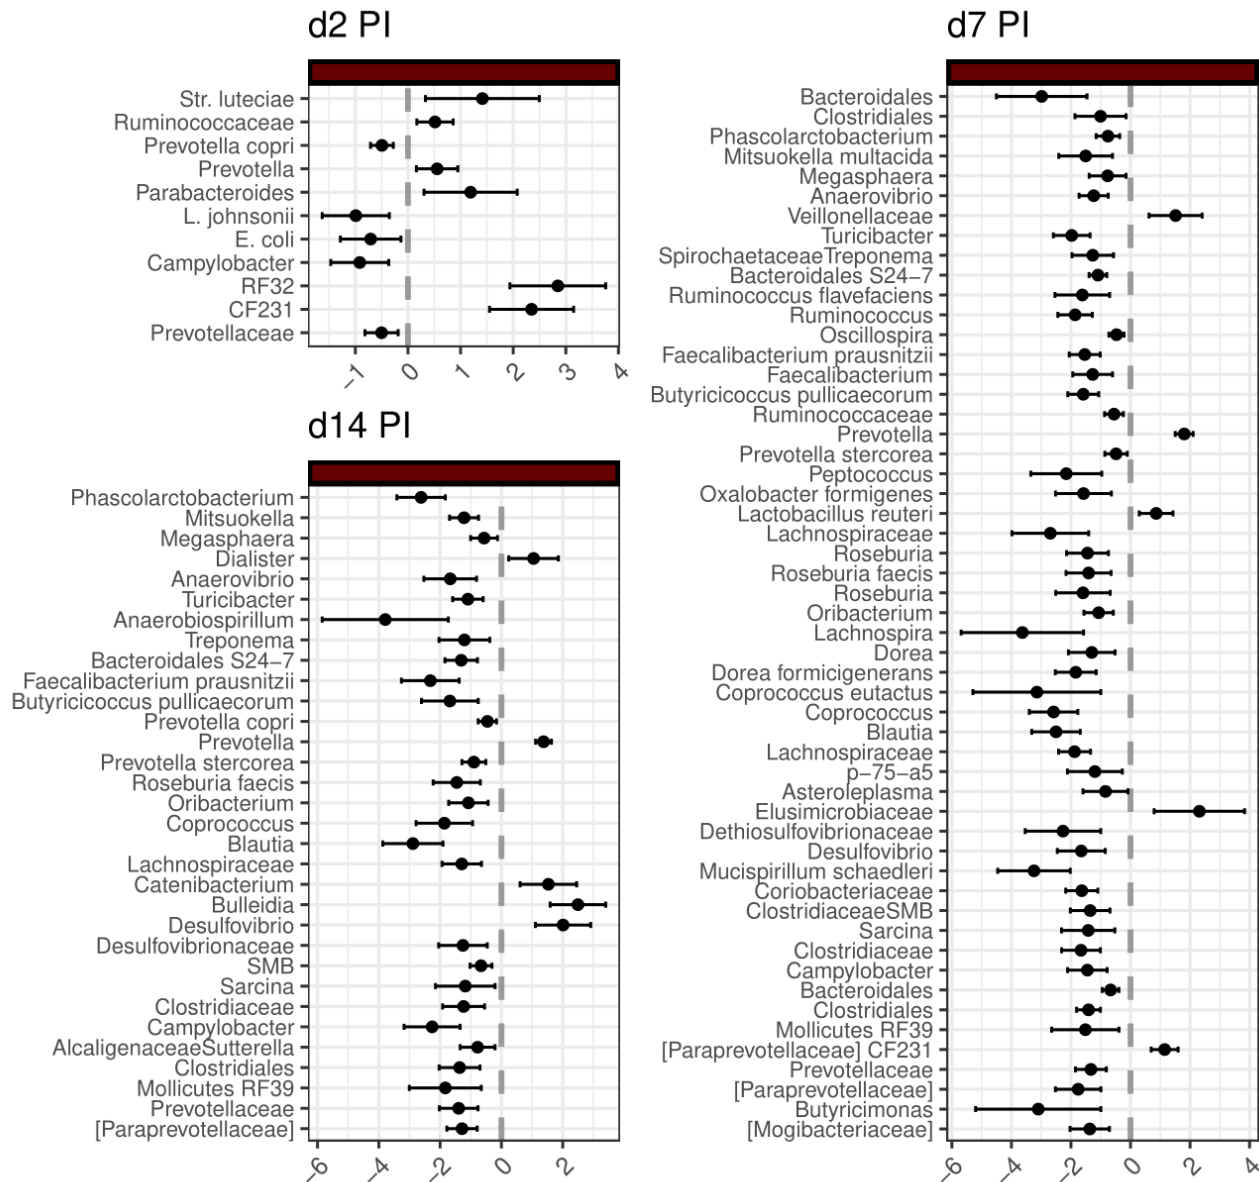 d2 PI
Str. luteciae
Ruminococcaceae
Prevotella copri
Prevotella
Parabacteroides
L. johnsonii
E. coli
Campylobacter
RF32
CF231
Prevotellaceae
−1 0 1 2 3 4
d14 PI
Phascolarctobacterium
Mitsuokella
Megasphaera
Dialister
Anaerovibrio
Turicibacter
Anaerobiospirillum
Treponema
Bacteroidales S24−7
Faecalibacterium prausnitzii
Butyricicoccus pullicaecorum
Prevotella copri
Prevotella
Prevotella stercorea
Roseburia faecis
Oribacterium
Coprococcus
Blautia
Lachnospiraceae
Catenibacterium
Bulleidia
Desulfovibrio
Desulfovibrionaceae
SMB
Sarcina
Clostridiaceae
Campylobacter
AlcaligenaceaeSutterella
Clostridiales
Mollicutes RF39
Prevotellaceae
[Paraprevotellaceae]
−6 −4 −2 0 2
d7 PI
Bacteroidales
Clostridiales
Phascolarctobacterium
Mitsuokella multacida
Megasphaera
Anaerovibrio
Veillonellaceae
Turicibacter
SpirochaetaceaeTreponema
Bacteroidales S24−7
Ruminococcus flavefaciens
Ruminococcus
Oscillospira
Faecalibacterium prausnitzii
Faecalibacterium
Butyricicoccus pullicaecorum
Ruminococcaceae
Prevotella
Prevotella stercorea
Peptococcus
Oxalobacter formigenes
Lactobacillus reuteri
Lachnospiraceae
Roseburia
Roseburia faecis
Roseburia
Oribacterium
Lachnospira
Dorea
Dorea formicigenerans
Coprococcus eutactus
Coprococcus
Blautia
Lachnospiraceae
p−75−a5
Asteroleplasma
Elusimicrobiaceae
Dethiosulfovibrionaceae
Desulfovibrio
Mucispirillum schaedleri
Coriobacteriaceae
ClostridiaceaeSMB
Sarcina
Clostridiaceae
Campylobacter
Bacteroidales
Clostridiales
Mollicutes RF39
[Paraprevotellaceae] CF231
Prevotellaceae
[Paraprevotellaceae]
Butyricimonas
[Mogibacteriaceae]
−6 −4 −2 0 2 4